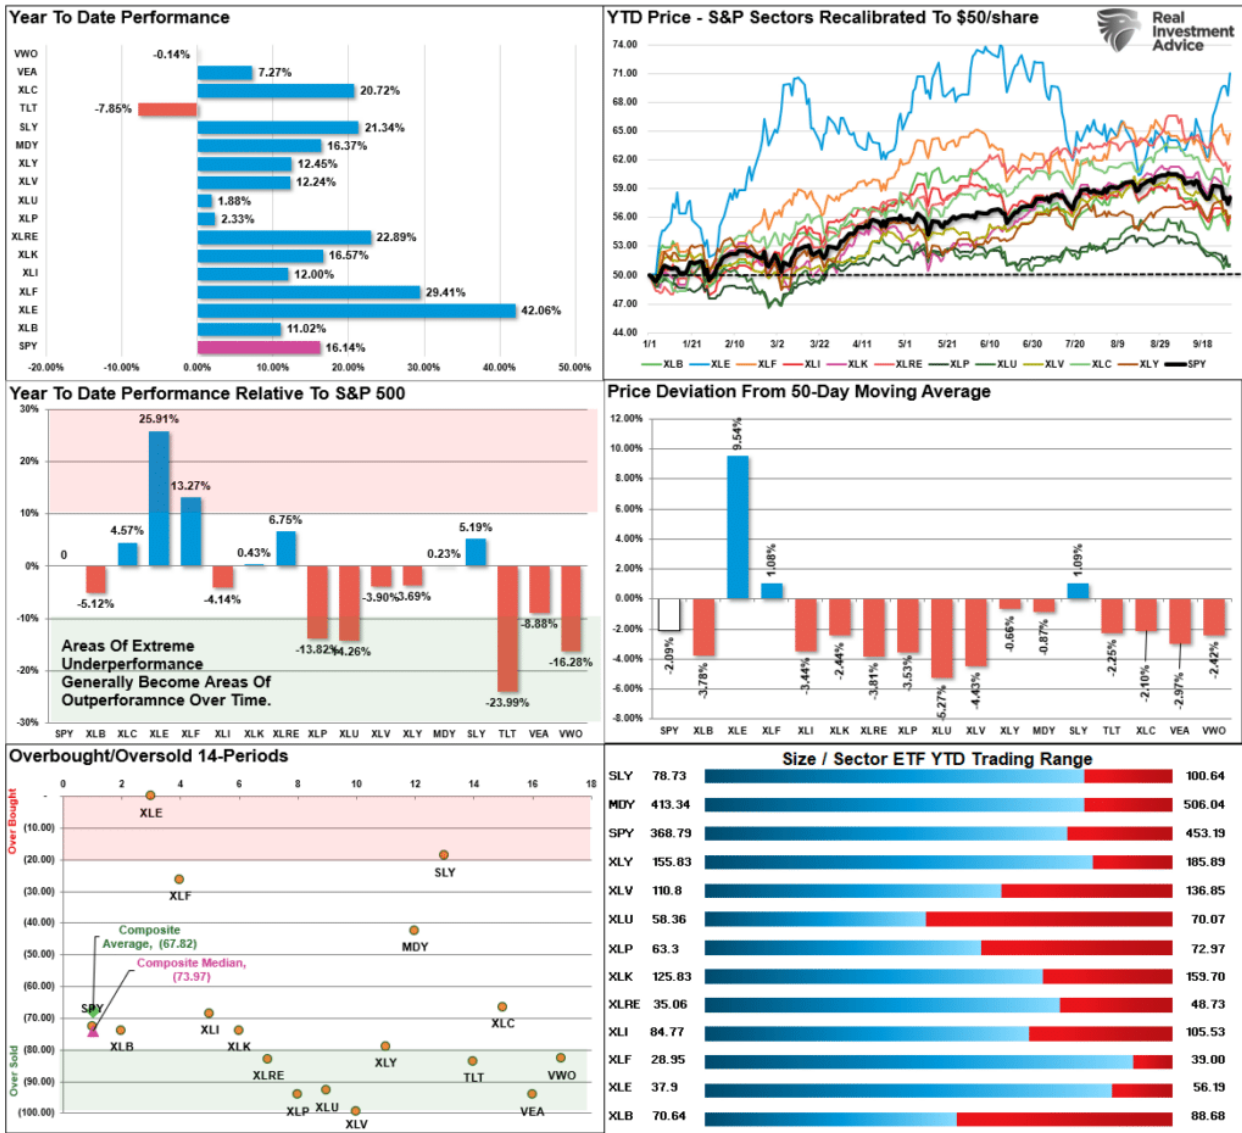 Year To Date Performance
VWO
-0.14%
VEA
7.27%
XLC
20.72%
TLT
-7.85%
SLY
21.34%
MDY
16.37%
XLY
12.45%
XLV
12.24%
XLU
1.88%
XLP
2.33%
XLRE
22.89%
XLK
16.57%
XLI
12.00%
XLF
29.41%
XLE
42.06%
XLB
11.02%
SPY
16.14%
-20.00% -10.00% 0.00% 10.00% 20.00% 30.00% 40.00% 50.00%
YTD Price - S&P Sectors Recalibrated To $50/share
Real
Investment
Advice
74.00
71.00
68.00
65.00
62.00
59.00
56.00
53.00
50.00
47.00
44.00
1/1 1/21 2/10 3/2 3/22 4/11 5/1 5/21 6/10 6/30 7/20 8/9 8/29 9/18
XLB XLE XLF XLI XLK XLRE XLP XLU XLV XLC XLY SPY
Year To Date Performance Relative To S&P 500
30%
20%
10%
0%
-10%
-20%
-30%
0
-5.12%
4.57%
25.91%
13.27%
-4.14%
0.43%
6.75%
-13.82%
-14.26%
-3.90%
-3.69%
0.23%
5.19%
-23.99%
-8.88%
-16.28%
Areas Of Extreme
Underperformance
Generally Become Areas Of
Outperforamnce Over Time.
SPY XLB XLC XLE XLF XLI XLK XLRE XLP XLU XLV XLY MDY SLY TLT VEA VWO
Price Deviation From 50-Day Moving Average
12.00%
10.00%
8.00%
6.00%
4.00%
2.00%
0.00%
-2.00%
-4.00%
-6.00%
-8.00%
-2.09%
-3.78%
9.54%
1.08%
-3.44%
-2.44%
-3.81%
-3.53%
-5.27%
-4.43%
-0.66%
-0.87%
1.09%
-2.25%
-2.10%
-2.97%
-2.42%
SPY XLB XLE XLF XLI XLK XLRE XLP XLU XLV XLY MDY SLY TLT XLC VEA VWO
Overbought/Oversold 14-Periods
0 2 4 6 8 10 12 14 16 18
Over Bought
Over Sold
-
(10.00)
(20.00)
(30.00)
(40.00)
(50.00)
(60.00)
(70.00)
(80.00)
(90.00)
(100.00)
XLE
SLY
XLF
MDY
Composite
Average, (67.82)
Composite Median,
(73.97)
SPY
XLB
XLI
XLK
XLC
XLRE
XLY
TLT
VWO
XLP
XLU
XLV
VEA
Size / Sector ETF YTD Trading Range
SLY 78.73 100.64
MDY 413.34 506.04
SPY 368.79 453.19
XLY 155.83 185.89
XLV 110.8 136.85
XLU 58.36 70.07
XLP 63.3 72.97
XLK 125.83 159.70
XLRE 35.06 48.73
XLI 84.77 105.53
XLF 28.95 39.00
XLE 37.9 56.19
XLB 70.64 88.68